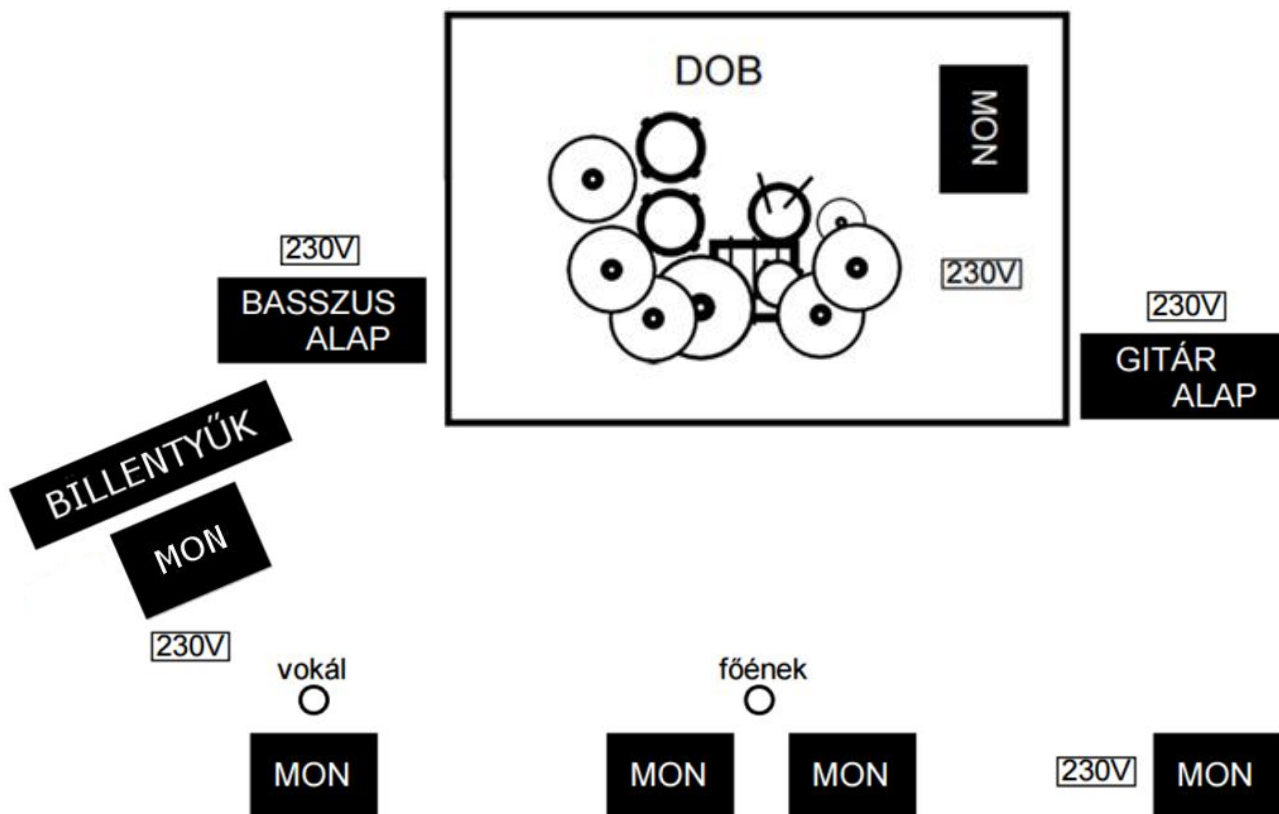 DOB
MON
230V
BASSZUS
ALAP
230V
230V
GITÁR
ALAP
BILLENTYŰK
MON
230V
vokál
főének
MON
MON
MON
230V
MON